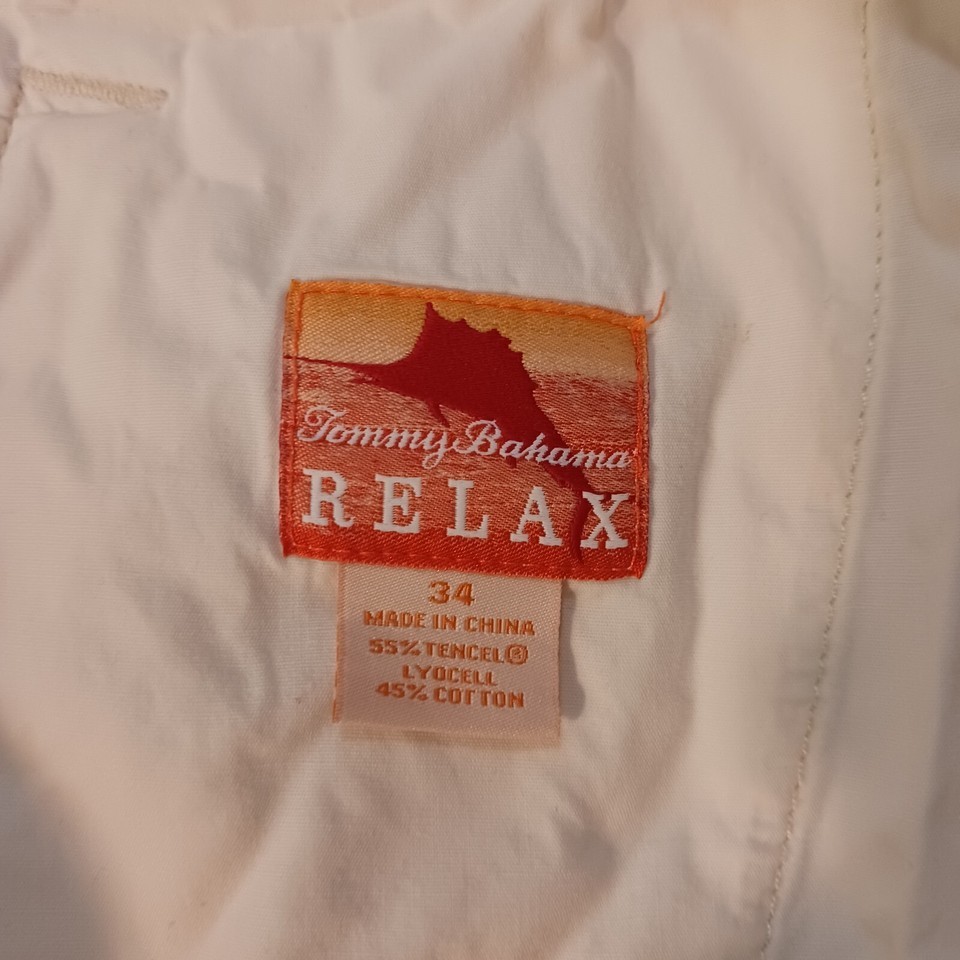 Tommy Bahama
RELAX
34
MADE IN CHINA
55% TENCEL®
LYOCELL
45% COTTON